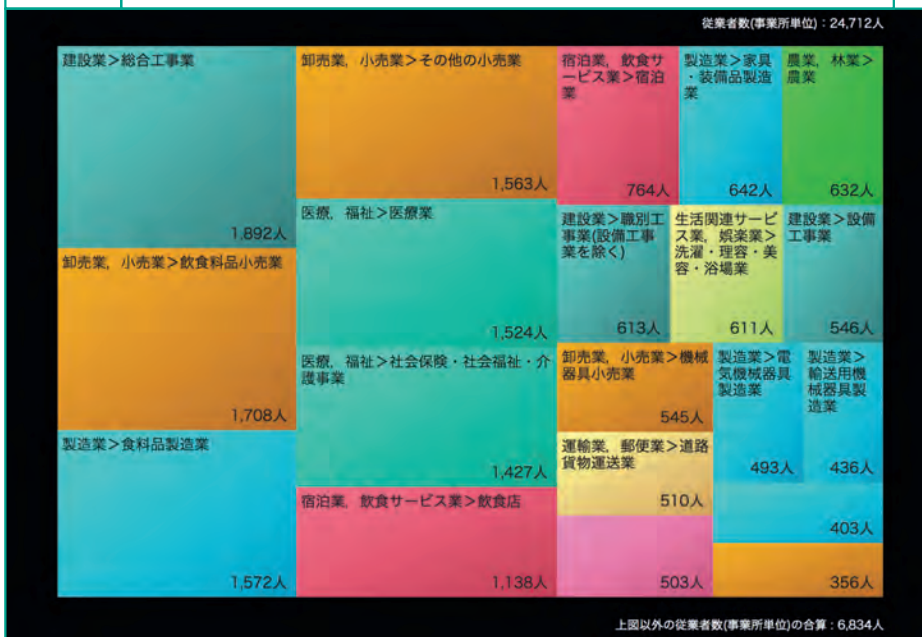 従業者数(事業所単位)：24,712人
建設業>総合工事業
1,892人
卸売業，小売業>飲食料品小売業
1,708人
製造業>食料品製造業
1,572人
卸売業，小売業>その他の小売業
1,563人
医療，福祉>医療業
1,524人
医療，福祉>社会保険・社会福祉・介
護事業
1,427人
宿泊業，飲食サービス業>飲食店
1,138人
宿泊業，飲食サ
ービス業>宿泊
業
764人
製造業>家具
・装備品製造
業
642人
農業，林業>
農業
632人
建設業>職別工
事業(設備工事
業を除く)
613人
生活関連サービ
ス業，娯楽業>
洗濯・理容・美
容・浴場業
611人
建設業>設備
工事業
546人
卸売業，小売業>機械
器具小売業
545人
製造業>電
気機械器具
製造業
493人
製造業>
輸送用機
械器具製
造業
436人
運輸業，郵便業>道路
貨物運送業
510人
403人
503人
356人
上図以外の従業者数(事業所単位)の合算：6,834人